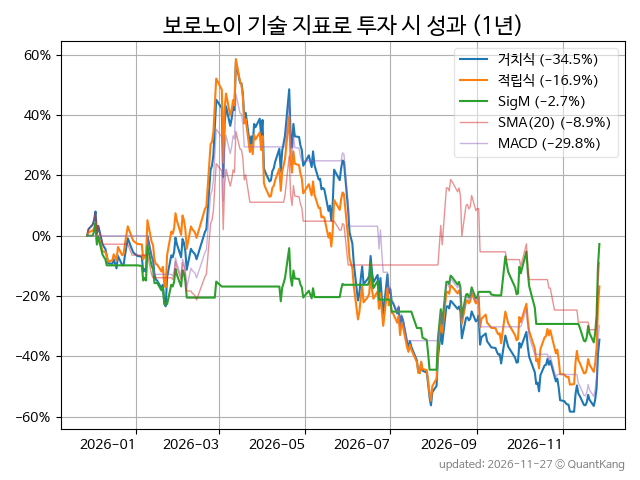 보로노이 기술 지표로 투자 시 성과 (1년)
60%
40%
20%
0%
−20%
−40%
−60%
거치식 (−34.5%)
적립식 (−16.9%)
SigM (−2.7%)
SMA(20) (−8.9%)
MACD (−29.8%)
2026-01 2026-03 2026-05 2026-07 2026-09 2026-11
updated: 2026-11-27 © QuantKang